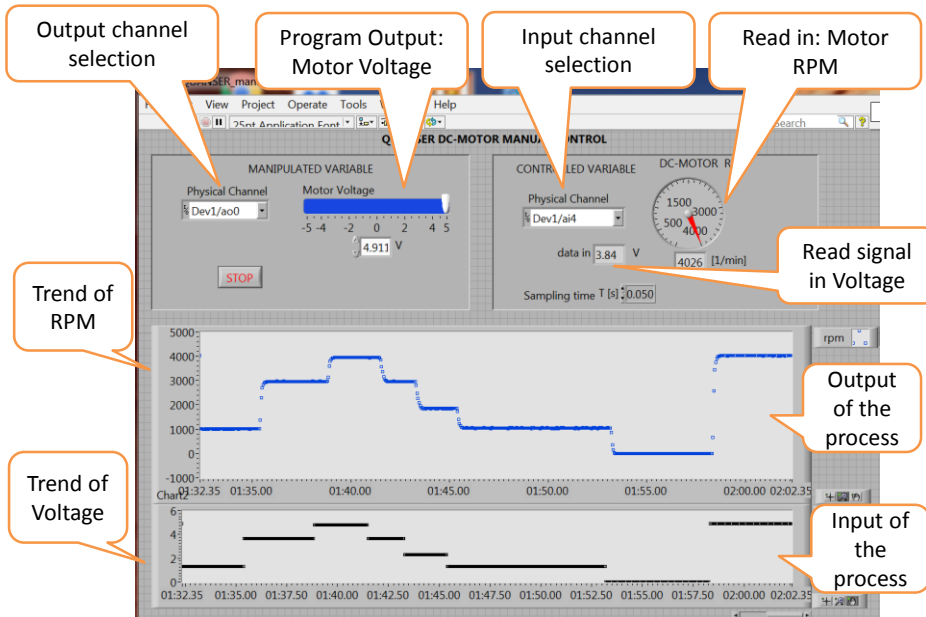 Output channel
selection
Program Output:
Motor Voltage
Input channel
selection
Read in: Motor
RPM
View Project Operate Tools Help
25pt Application Font
Search
MANIPULATED VARIABLE
Physical Channel
Dev1/ao0
Motor Voltage
-5 -4 -2 0 2 4 5
4.911 V
STOP
CONTROLLED VARIABLE
Physical Channel
Dev1/ai4
data in 3.84 V
Sampling time T [s] 0.050
DC-MOTOR
500 1500 3000 4000
4026 [1/min]
Read signal
in Voltage
Trend of
RPM
5000
4000
3000
2000
1000
0
-1000
01:32.35 01:35.00 01:40.00 01:45.00 01:50.00 01:55.00 02:00.00 02:02.35
rpm
Output
of the
process
Trend of
Voltage
6
4
2
0
01:32.35 01:35.00 01:37.50 01:40.00 01:42.50 01:45.00 01:47.50 01:50.00 01:52.50 01:55.00 01:57.50 02:00.00 02:02.35
Input of
the
process